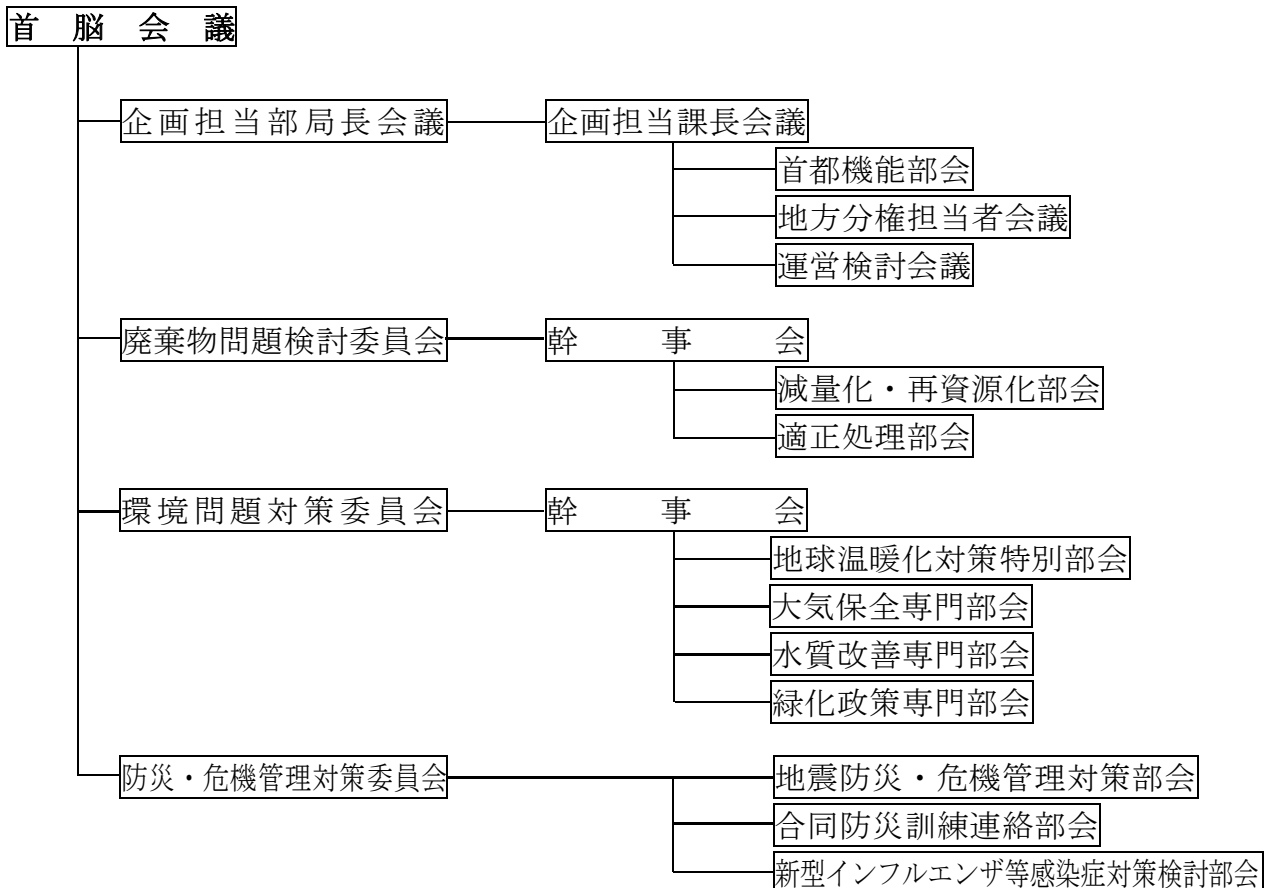 首脳会議
企画担当部局長会議 企画担当課長会議
首都機能部会
地方分権担当者会議
運営検討会議
廃棄物問題検討委員会 幹事会
減量化・再資源化部会
適正処理部会
環境問題対策委員会 幹事会
地球温暖化対策特別部会
大気保全専門部会
水質改善専門部会
緑化政策専門部会
防災・危機管理対策委員会 地震防災・危機管理対策部会
合同防災訓練連絡部会
新型インフルエンザ等感染症対策検討部会